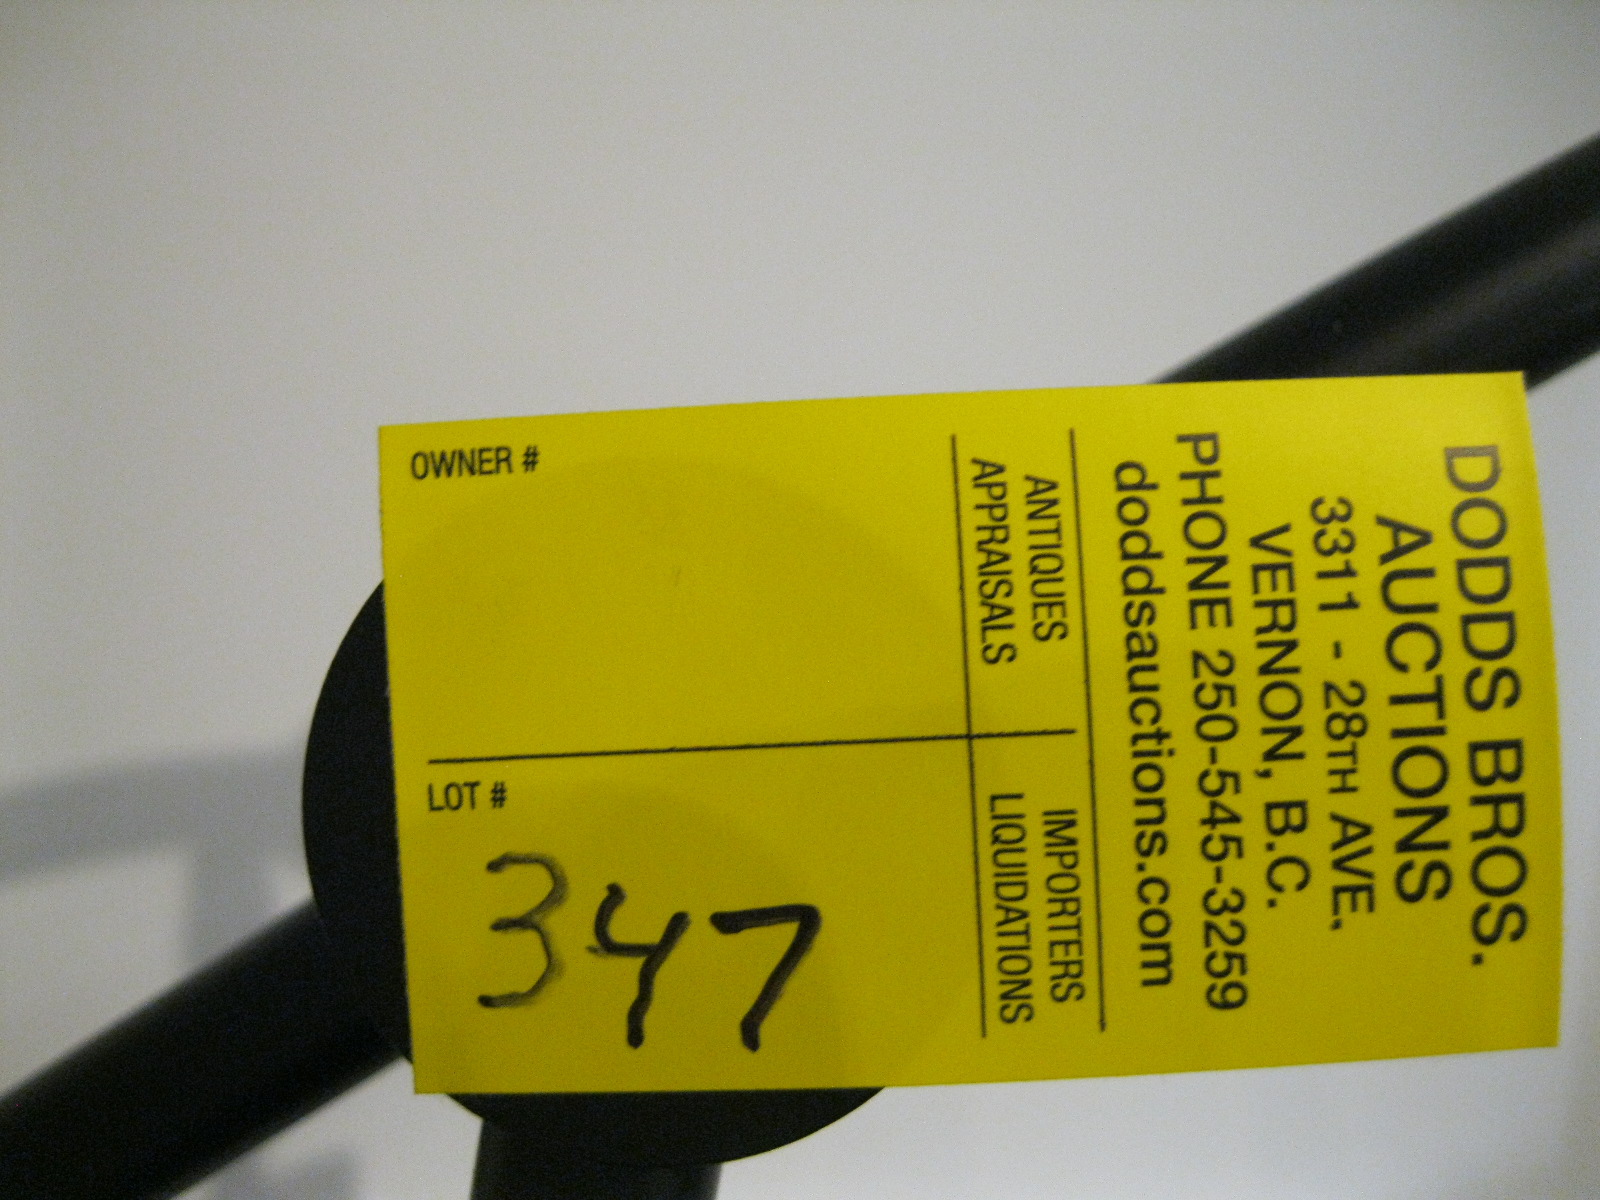 DODDS BROS.
AUCTIONS
3311 - 28TH AVE.
VERNON, B.C.
PHONE 250-545-3259
doddsauctions.com
ANTIQUES
APPRAISALS
IMPORTERS
LIQUIDATIONS
OWNER #
LOT #
347